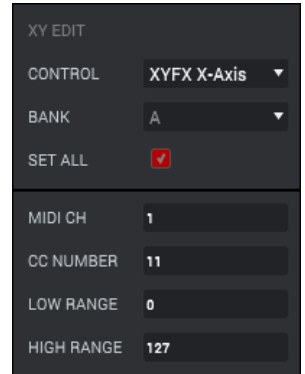 XY EDIT
CONTROL XYFX X-Axis
BANK A
SET ALL
MIDI CH 1
CC NUMBER 11
LOW RANGE 0
HIGH RANGE 127